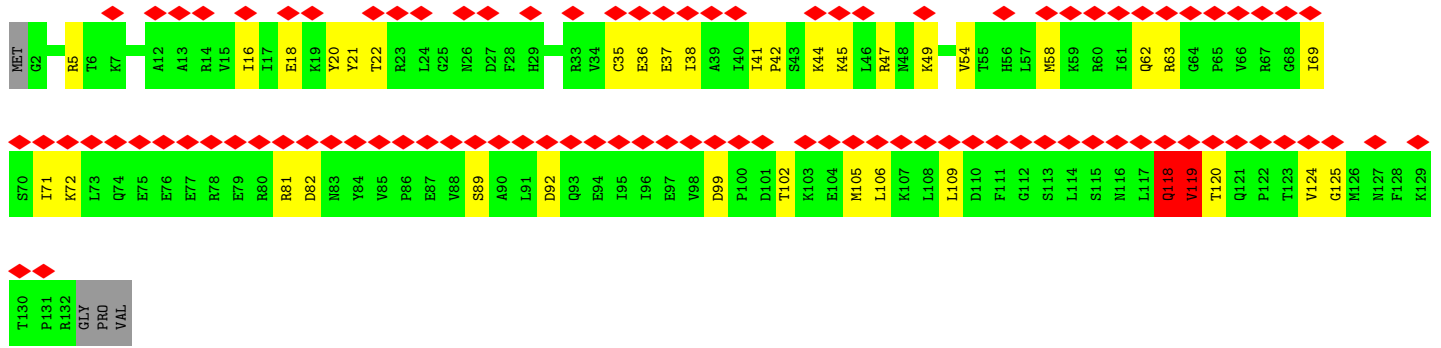 MET G2 R5 T6 K7 A12 A13 R14 V15 I16 I17 E18 K19 Y20 Y21 T22 R23 L24 G25 N26 D27 F28 H29 R33 V34 C35 E36 E37 I38 A39 I40 I41 P42 S43 K44 K45 L46 R47 N48 K49 V54 T55 H56 L57 M58 K59 R60 I61 Q62 R63 G64 P65 V66 R67 G68 I69
S70 I71 K72 L73 Q74 E75 E76 E77 R78 E79 R80 R81 D82 N83 Y84 V85 P86 E87 V88 S89 A90 L91 D92 Q93 E94 I95 I96 E97 V98 D99 P100 D101 T102 K103 E104 M105 L106 K107 L108 L109 D110 F111 G112 S113 L114 S115 N116 L117 Q118 V119 T120 Q121 P122 T123 V124 G125 M126 N127 F128 K129
T130 P131 R132 GLY PRO VAL